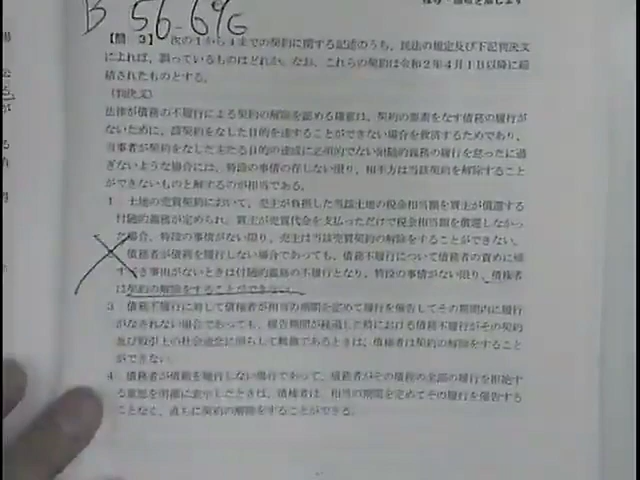 B 56-69G
【問 3】 次の1から4までの契約に関する記述のうち、民法の規定及び下記判決文
によれば、誤っているものはどれか。なお、これらの契約は令和2年4月1日以降に締
結されたものとする。
(判決文)
法律が債務の不履行による契約の解除を認める趣意は、契約の要素をなす債務の履行が
ないために、該契約をなした目的を達することができない場合を救済するためであり、
当事者が契約をなした主たる目的の達成に必須的でない附随的義務の履行を怠ったに過
ぎないような場合には、特段の事情の存しない限り、相手方は当該契約を解除すること
ができないものと解するのが相当である。
1 土地の売買契約において、売主が負担した当該土地の税金相当額を買主が償還する
付随的義務が定められ、買主が売買代金を支払っただけで税金相当額を償還しなかっ
た場合、特段の事情がない限り、売主は当該売買契約の解除をすることができない。
債務者が債務を履行しない場合であっても、債務不履行について債務者の責めに帰
すべき事由がないときは付随的義務の不履行となり、特段の事情がない限り、債権者
は契約の解除をすることができない。
3 債務不履行に対して債権者が相当の期間を定めて履行を催告してその期間内に履行
がなされない場合であっても、催告期間が経過した時における債務不履行がその契約
及び取引上の社会通念に照らして軽微であるときは、債権者は契約の解除をすること
ができない。
4 債務者が債務を履行しない場合であって、債務者がその債務の全部の履行を拒絶す
る意思を明確に表示したときは、債権者は、相当の期間を定めてその履行を催告する
ことなく、直ちに契約の解除をすることができる。